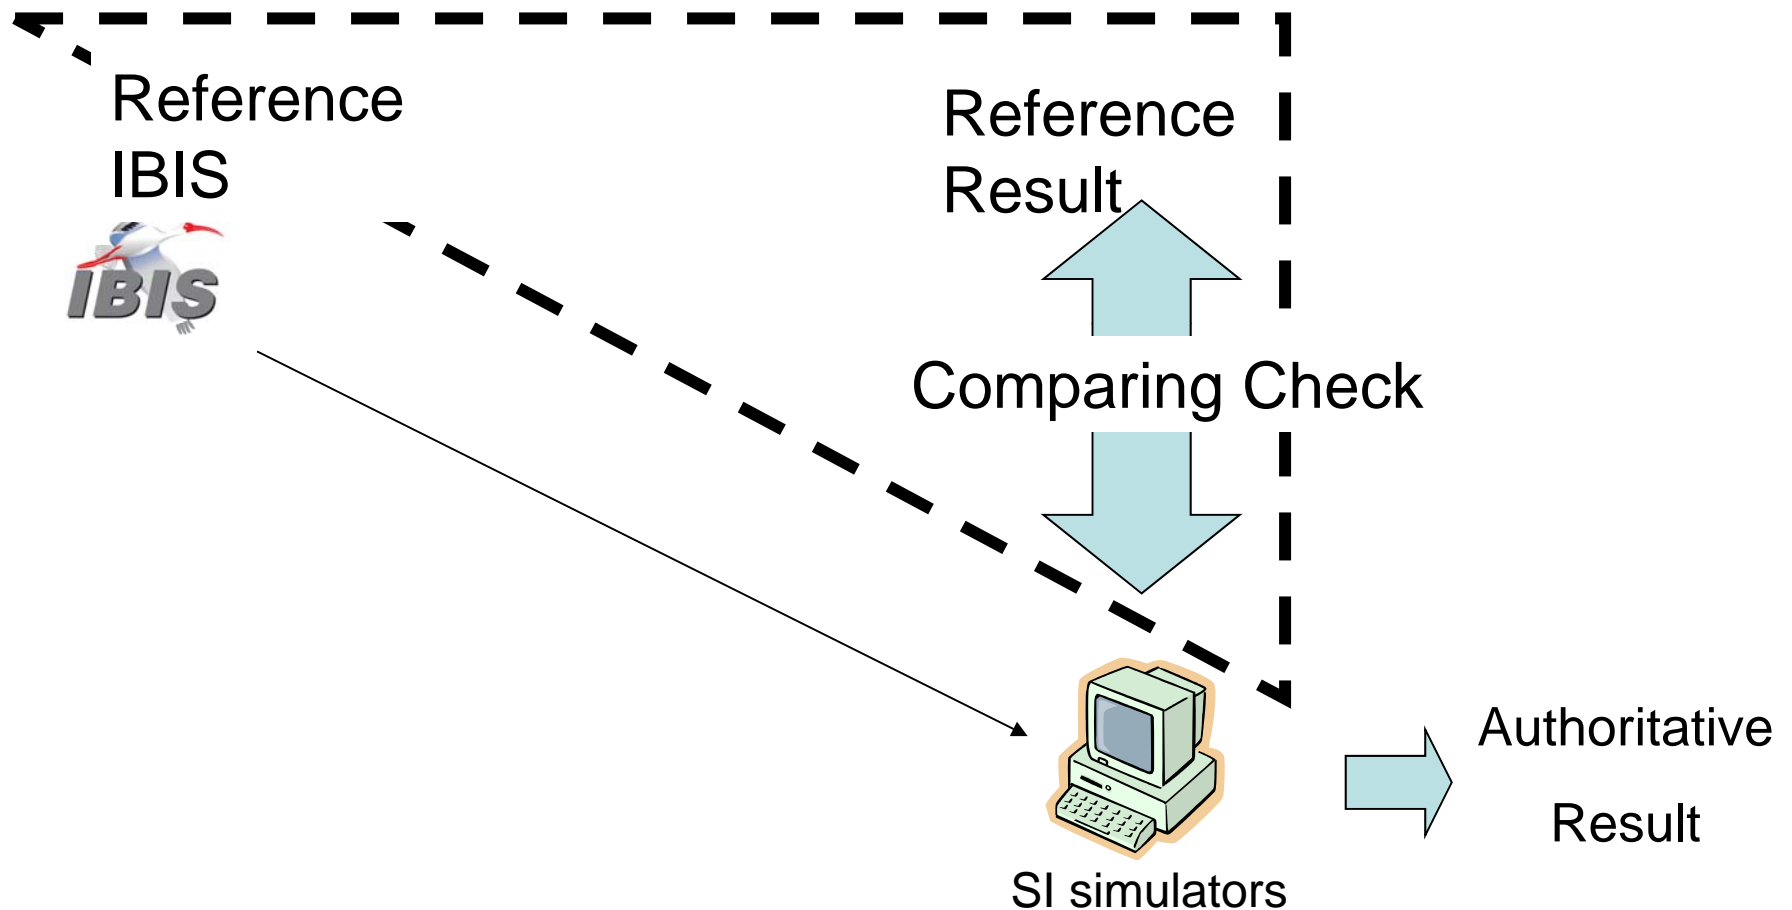 Reference
IBIS
IBIS
Reference
Result
Comparing Check
Authoritative
Result
SI simulators